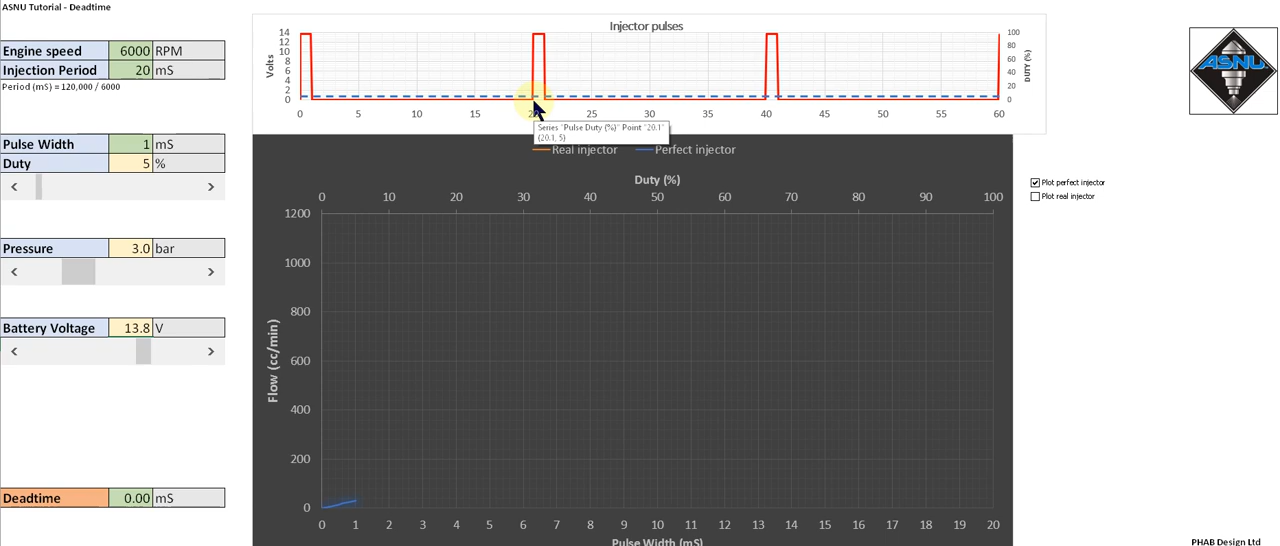 ASNU Tutorial - Deadtime
Engine speed 6000 RPM
Injection Period 20 mS
Period (mS) = 120,000 / 6000
Pulse Width 1 mS
Duty 5 %
Pressure 3.0 bar
Battery Voltage 13.8 V
Deadtime 0.00 mS
Injector pulses
Volts
14
12
10
8
6
4
2
0
0 5 10 15 20 25 30 35 40 45 50 55 60
100
80
60
40
20
0
DUTY (%)
Series "Pulse Duty (%)" Point "20.1"
(20.1, 5)
Real injector Perfect injector
Duty (%)
0 10 20 30 40 50 60 70 80 90 100
Flow (cc/min)
1200
1000
800
600
400
200
0
0 1 2 3 4 5 6 7 8 9 10 11 12 13 14 15 16 17 18 19 20
Pulse Width (mS)
Plot perfect injector
Plot real injector
ASNU
PHAB Design Ltd